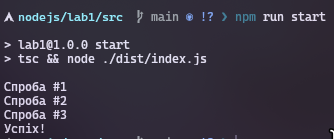 nodejs/lab1/src main !? > npm run start
> lab1@1.0.0 start
> tsc && node ./dist/index.js
Спроба #1
Спроба #2
Спроба #3
Успіх!